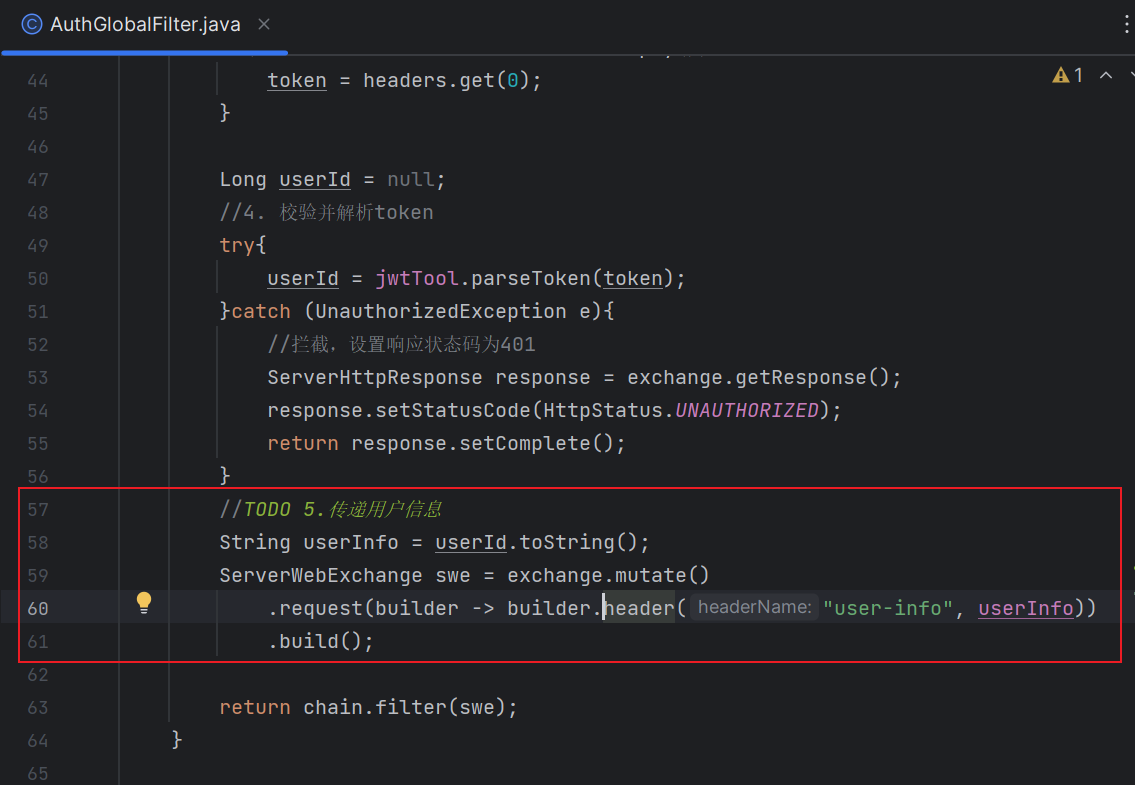 AuthGlobalFilter.java
44 token = headers.get(0);
45 }
46
47 Long userId = null;
48 //4. 校验并解析token
49 try{
50 userId = jwtTool.parseToken(token);
51 }catch (UnauthorizedException e){
52 //拦截，设置响应状态码为401
53 ServerHttpResponse response = exchange.getResponse();
54 response.setStatusCode(HttpStatus.UNAUTHORIZED);
55 return response.setComplete();
56 }
57 //TODO 5.传递用户信息
58 String userInfo = userId.toString();
59 ServerWebExchange swe = exchange.mutate()
60 .request(builder -> builder.header( headerName: "user-info", userInfo))
61 .build();
62
63 return chain.filter(swe);
64 }
65
1